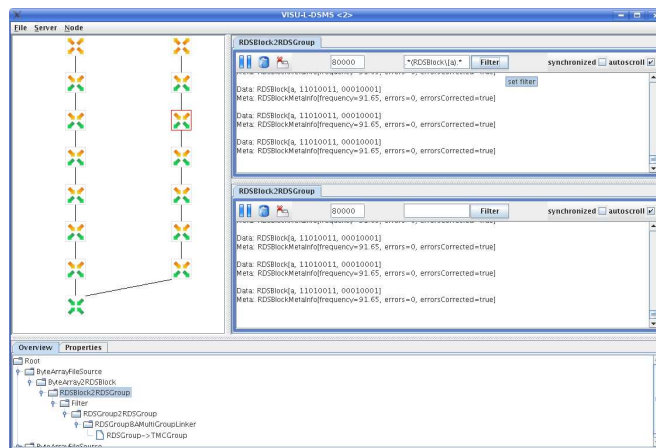 VISU-L-DSMS <2>
File Server Node
RDSBlock2RDSGroup
80000 *(RDSBlock\[a).* Filter synchronized autoscroll
set filter
Data: RDSBlock[a, 11010011, 00010001]
Meta: RDSBlockMetaInfo[frequency=91.65, errors=0, errorsCorrected=true]
Data: RDSBlock[a, 11010011, 00010001]
Meta: RDSBlockMetaInfo[frequency=91.65, errors=0, errorsCorrected=true]
Data: RDSBlock[a, 11010011, 00010001]
Meta: RDSBlockMetaInfo[frequency=91.65, errors=0, errorsCorrected=true]
RDSBlock2RDSGroup
80000 Filter synchronized autoscroll
Data: RDSBlock[a, 11010011, 00010001]
Meta: RDSBlockMetaInfo[frequency=91.65, errors=0, errorsCorrected=true]
Data: RDSBlock[a, 11010011, 00010001]
Meta: RDSBlockMetaInfo[frequency=91.65, errors=0, errorsCorrected=true]
Data: RDSBlock[a, 11010011, 00010001]
Meta: RDSBlockMetaInfo[frequency=91.65, errors=0, errorsCorrected=true]
Overview Properties
Root
ByteArrayFileSource
ByteArray2RDSBlock
RDSBlock2RDSGroup
Filter
RDSGroup2RDSGroup
RDSGroup8AMultiGroupLinker
RDSGroup->TMCGroup
ByteArrayFileSource